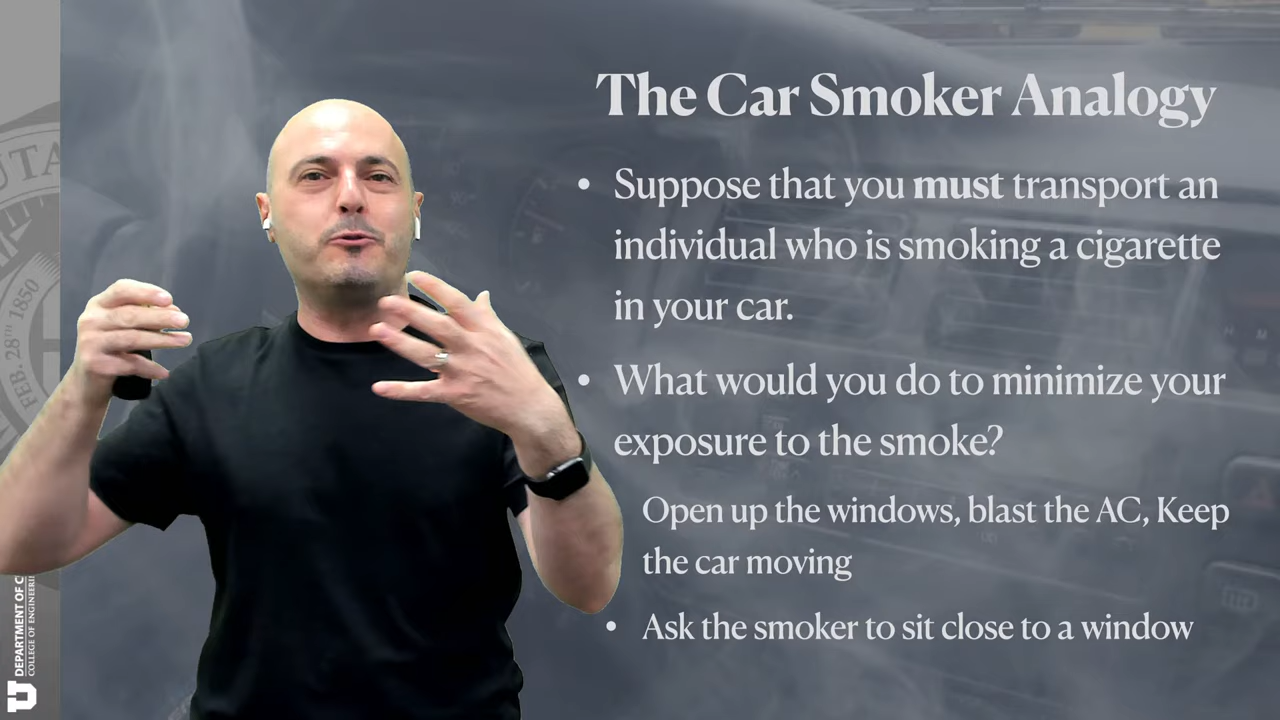 The Car Smoker Analogy
• Suppose that you must transport an
individual who is smoking a cigarette
in your car.
• What would you do to minimize your
exposure to the smoke?
Open up the windows, blast the AC, Keep
the car moving
• Ask the smoker to sit close to a window
UTA
FEB. 28TH 1850
U
DEPARTMENT OF C
COLLEGE OF ENGINEERI